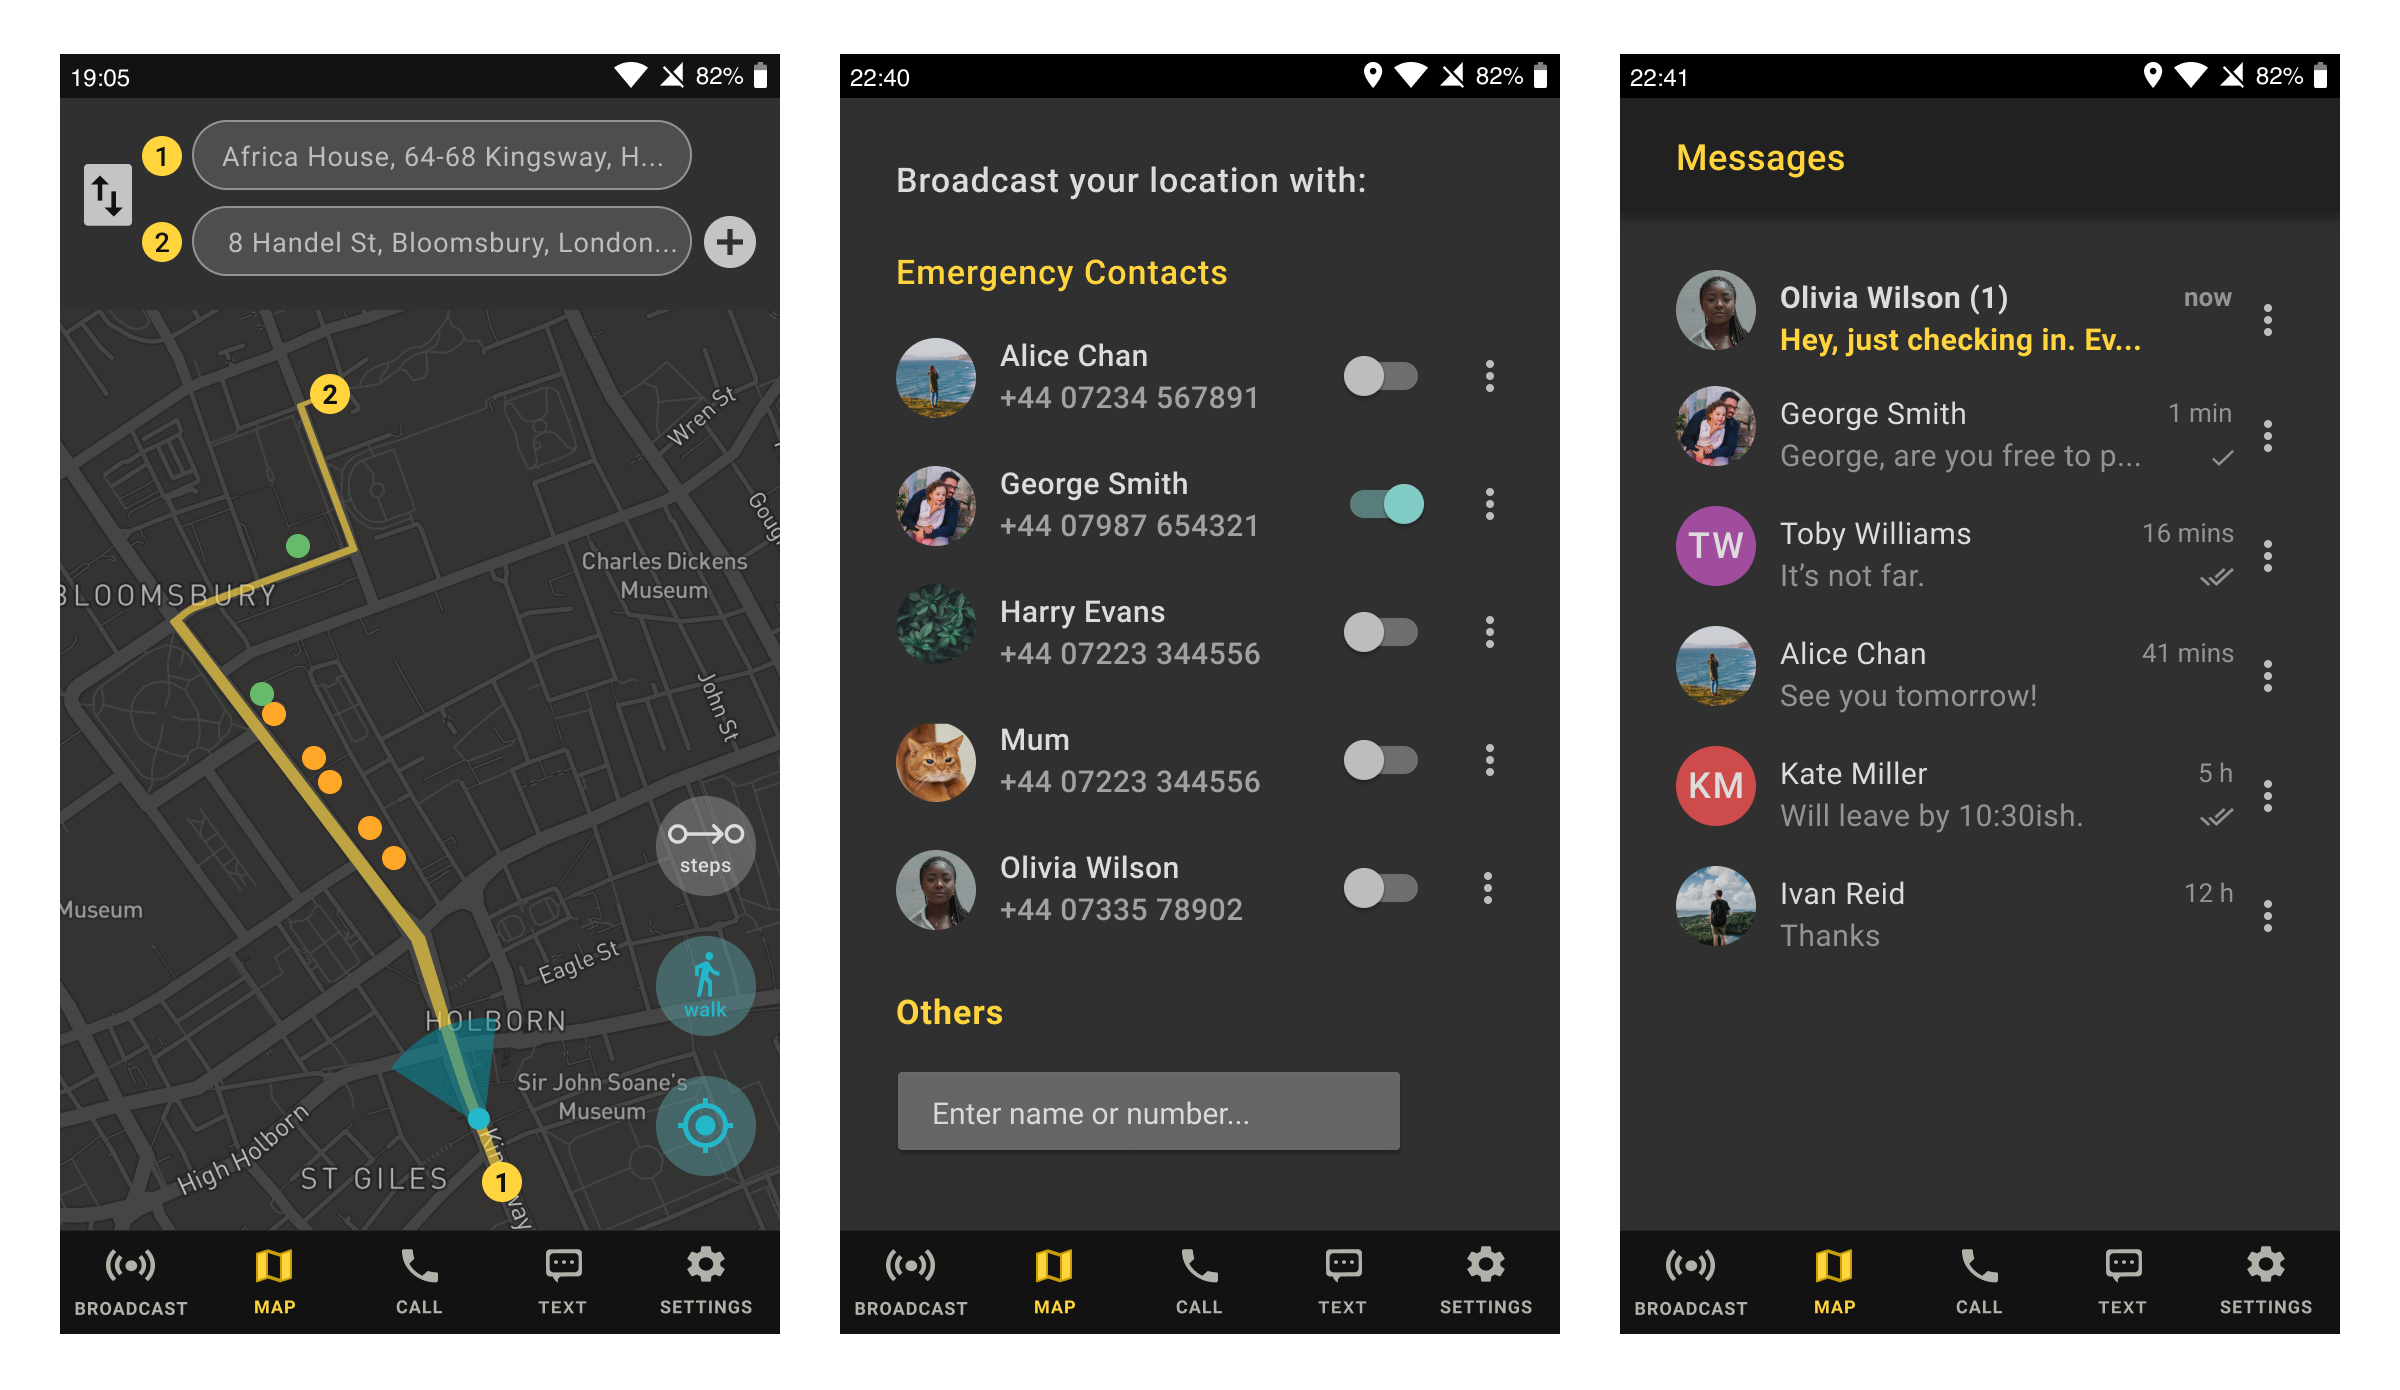 19:05
82%
1
Africa House, 64-68 Kingsway, H...
2
8 Handel St, Bloomsbury, London...
2
Wren St
Charles Dickens
Museum
BLOOMSBURY
John St
steps
Museum
Eagle St
walk
HOLBORN
Sir John Soane's
Museum
High Holborn
ST GILES
1
BROADCAST
MAP
CALL
TEXT
SETTINGS
22:40
82%
Broadcast your location with:
Emergency Contacts
Alice Chan
+44 07234 567891
George Smith
+44 07987 654321
Harry Evans
+44 07223 344556
Mum
+44 07223 344556
Olivia Wilson
+44 07335 78902
Others
Enter name or number...
BROADCAST
MAP
CALL
TEXT
SETTINGS
22:41
82%
Messages
Olivia Wilson (1)
now
Hey, just checking in. Ev...
George Smith
1 min
George, are you free to p...
TW
Toby Williams
16 mins
It's not far.
Alice Chan
41 mins
See you tomorrow!
KM
Kate Miller
5 h
Will leave by 10:30ish.
Ivan Reid
12 h
Thanks
BROADCAST
MAP
CALL
TEXT
SETTINGS